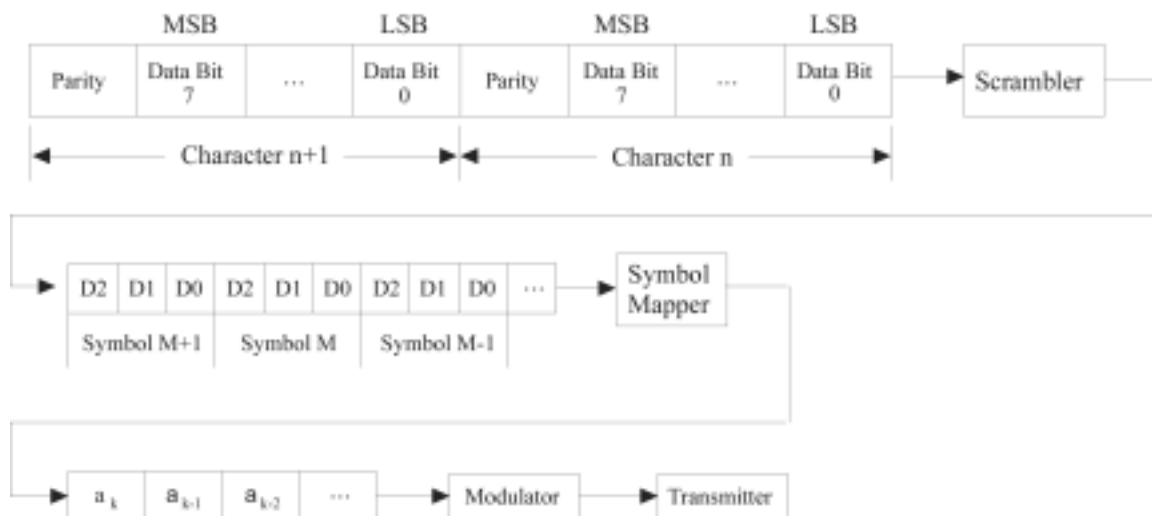 MSB LSB MSB LSB
Parity Data Bit 7 ... Data Bit 0 Parity Data Bit 7 ... Data Bit 0 Scrambler
Character n+1 Character n
D2 D1 D0 D2 D1 D0 D2 D1 D0 ... Symbol Mapper
Symbol M+1 Symbol M Symbol M-1
a k a k-1 a k-2 ... Modulator Transmitter